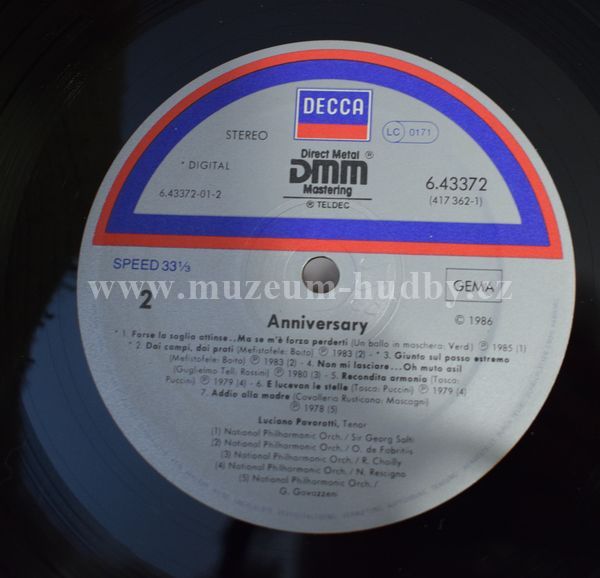 DECCA
LC 0171
STEREO
* DIGITAL
6.43372-01-2
Direct Metal ®
DMM
Mastering
® TELDEC
6.43372
(417 362-1)
SPEED 33 1/3
2
GEMA
www.muzeum-hudby.cz
Anniversary
© 1986
* 1. Forse la soglia attinse..Ma se m'è forza perderti (Un ballo in maschera: Verdi) ℗ 1985 (1)
* 2. Dai campi, dai prati (Mefistofele: Boito) ℗ 1983 (2) - * 3. Giunto sul passo estremo
(Mefistofele: Boito) ℗ 1983 (2) - 4. Non mi lasciare...Oh muto asil
(Guglielmo Tell: Rossini) ℗ 1980 (3) - 5. Recondita armonia (Tosca:
Puccini) ℗ 1979 (4) - 6. E lucevan le stelle (Tosca: Puccini) ℗ 1979 (4)
7. Addio alla madre (Cavalleria Rusticana: Mascagni)
℗ 1978 (5)
Luciano Pavarotti, Tenor
(1) National Philharmonic Orch./Sir Georg Solti
(2) National Philharmonic Orch./O. de Fabritiis
(3) National Philharmonic Orch./R. Chailly
(4) National Philharmonic Orch./N. Rescigno
(5) National Philharmonic Orch./
G. Gavazzeni